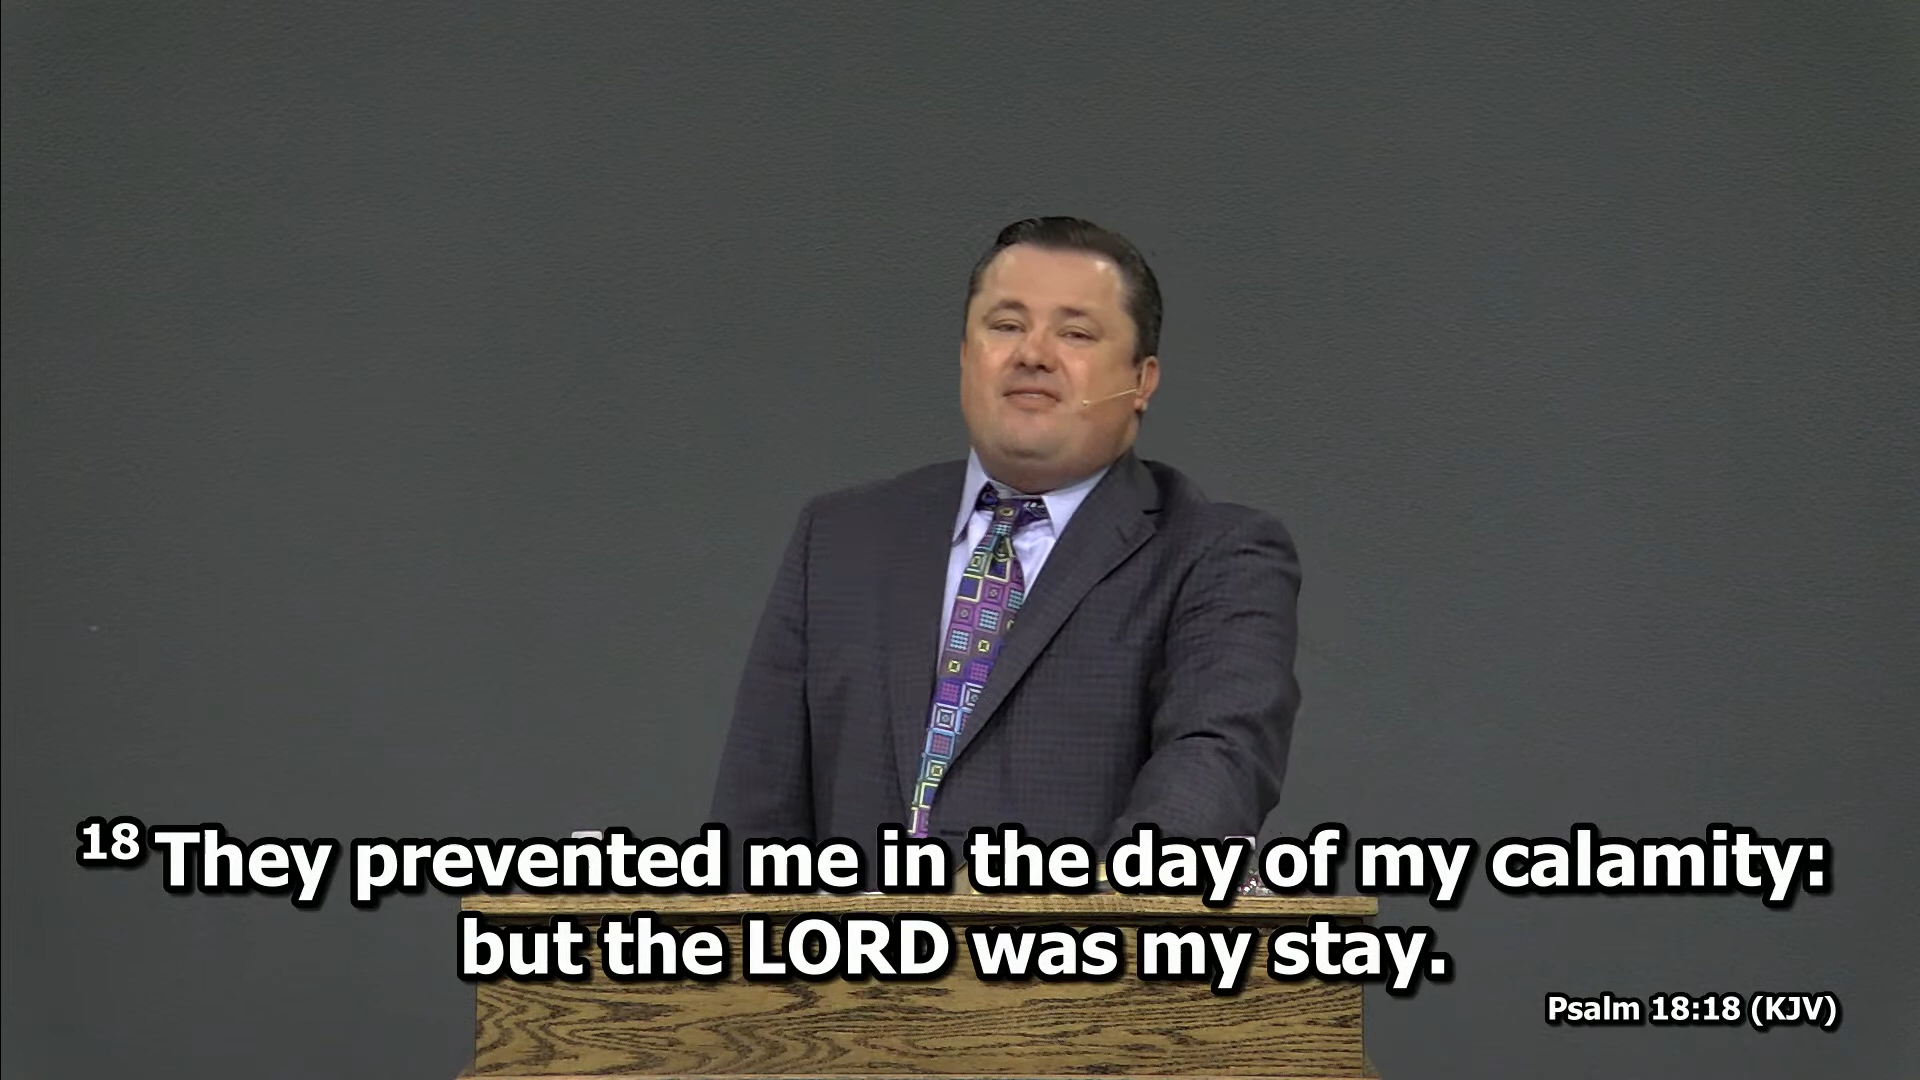 18 They prevented me in the day of my calamity:
but the LORD was my stay.
Psalm 18:18 (KJV)